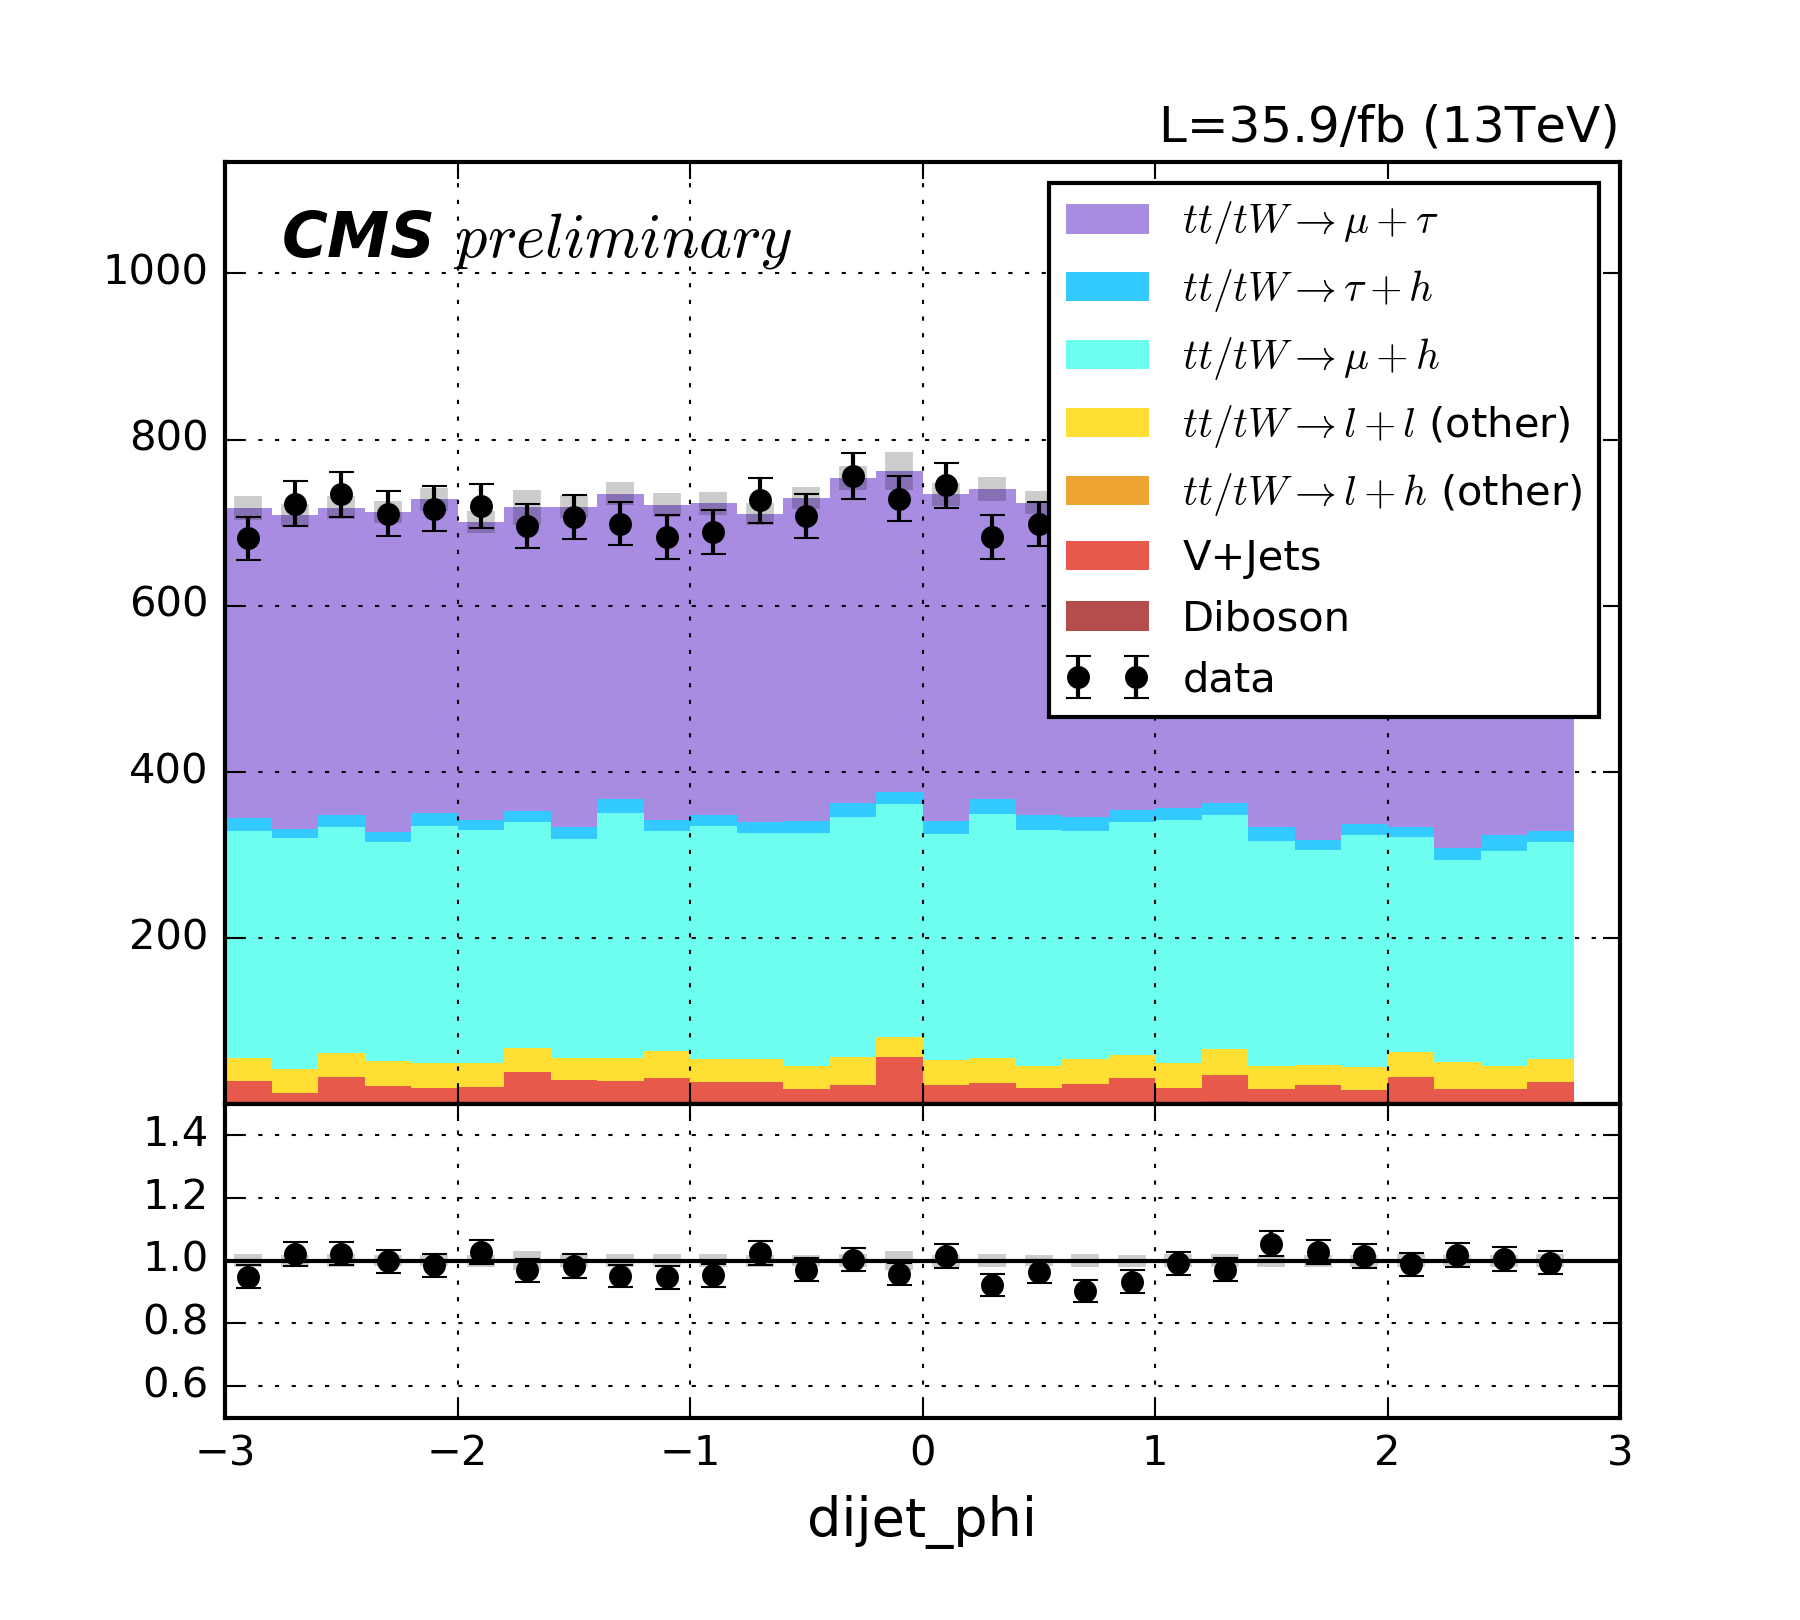 L=35.9/fb (13TeV)
CMS preliminary
tt/tW → μ + τ
tt/tW → τ + h
tt/tW → μ + h
tt/tW → l + l (other)
tt/tW → l + h (other)
V+Jets
Diboson
data
1000
800
600
400
200
1.4
1.2
1.0
0.8
0.6
−3 −2 −1 0 1 2 3
dijet_phi